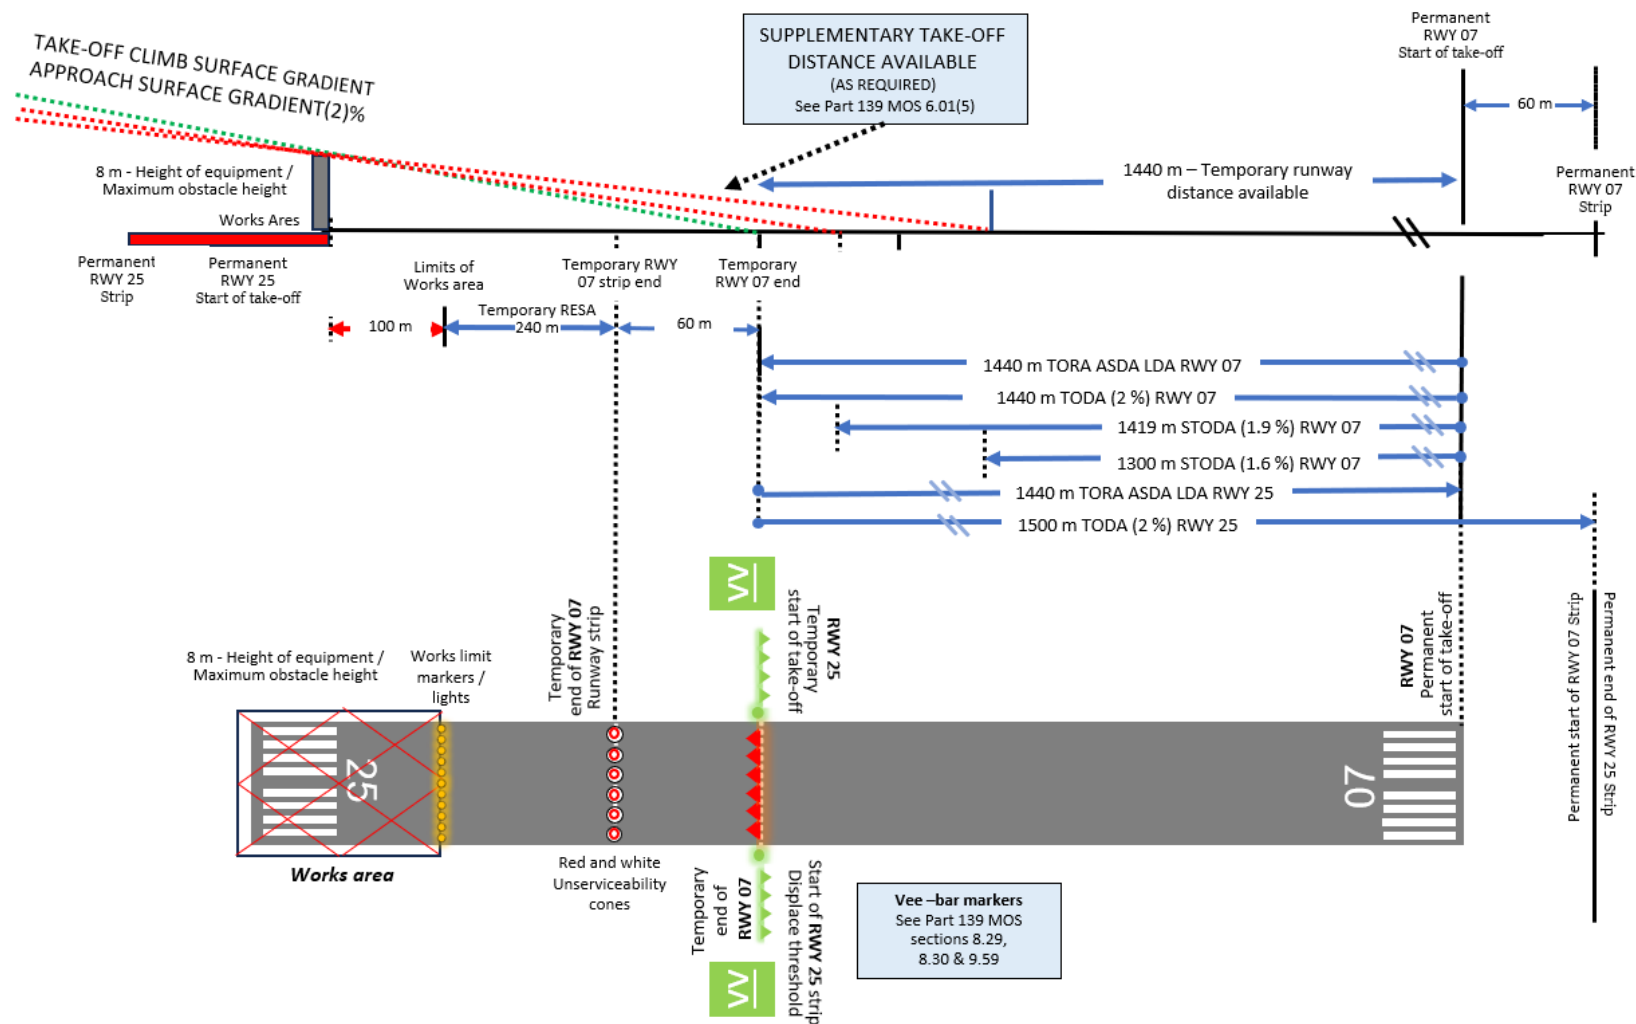 TAKE-OFF CLIMB SURFACE GRADIENT
APPROACH SURFACE GRADIENT(2)%
SUPPLEMENTARY TAKE-OFF
DISTANCE AVAILABLE
(AS REQUIRED)
See Part 139 MOS 6.01(5)
Permanent
RWY 07
Start of take-off
60 m
8 m - Height of equipment /
Maximum obstacle height
Works Ares
1440 m – Temporary runway
distance available
Permanent
RWY 07
Strip
Permanent
RWY 25
Strip
Permanent
RWY 25
Start of take-off
Limits of
Works area
Temporary RWY
07 strip end
Temporary
RWY 07 end
100 m
Temporary RESA
240 m
60 m
1440 m TORA ASDA LDA RWY 07
1440 m TODA (2 %) RWY 07
1419 m STODA (1.9 %) RWY 07
1300 m STODA (1.6 %) RWY 07
1440 m TORA ASDA LDA RWY 25
1500 m TODA (2 %) RWY 25
8 m - Height of equipment /
Maximum obstacle height
Works limit
markers /
lights
Temporary
end of RWY 07
Runway strip
VV
RWY 25
Temporary
start of take-off
RWY 07
Permanent
start of take-off
Permanent start of RWY 07 Strip
Permanent end of RWY 25 Strip
25
07
Works area
Red and white
Unserviceability
cones
Temporary
end of
RWY 07
VV
Start of RWY 25 strip
Displace threshold
Vee –bar markers
See Part 139 MOS
sections 8.29,
8.30 & 9.59